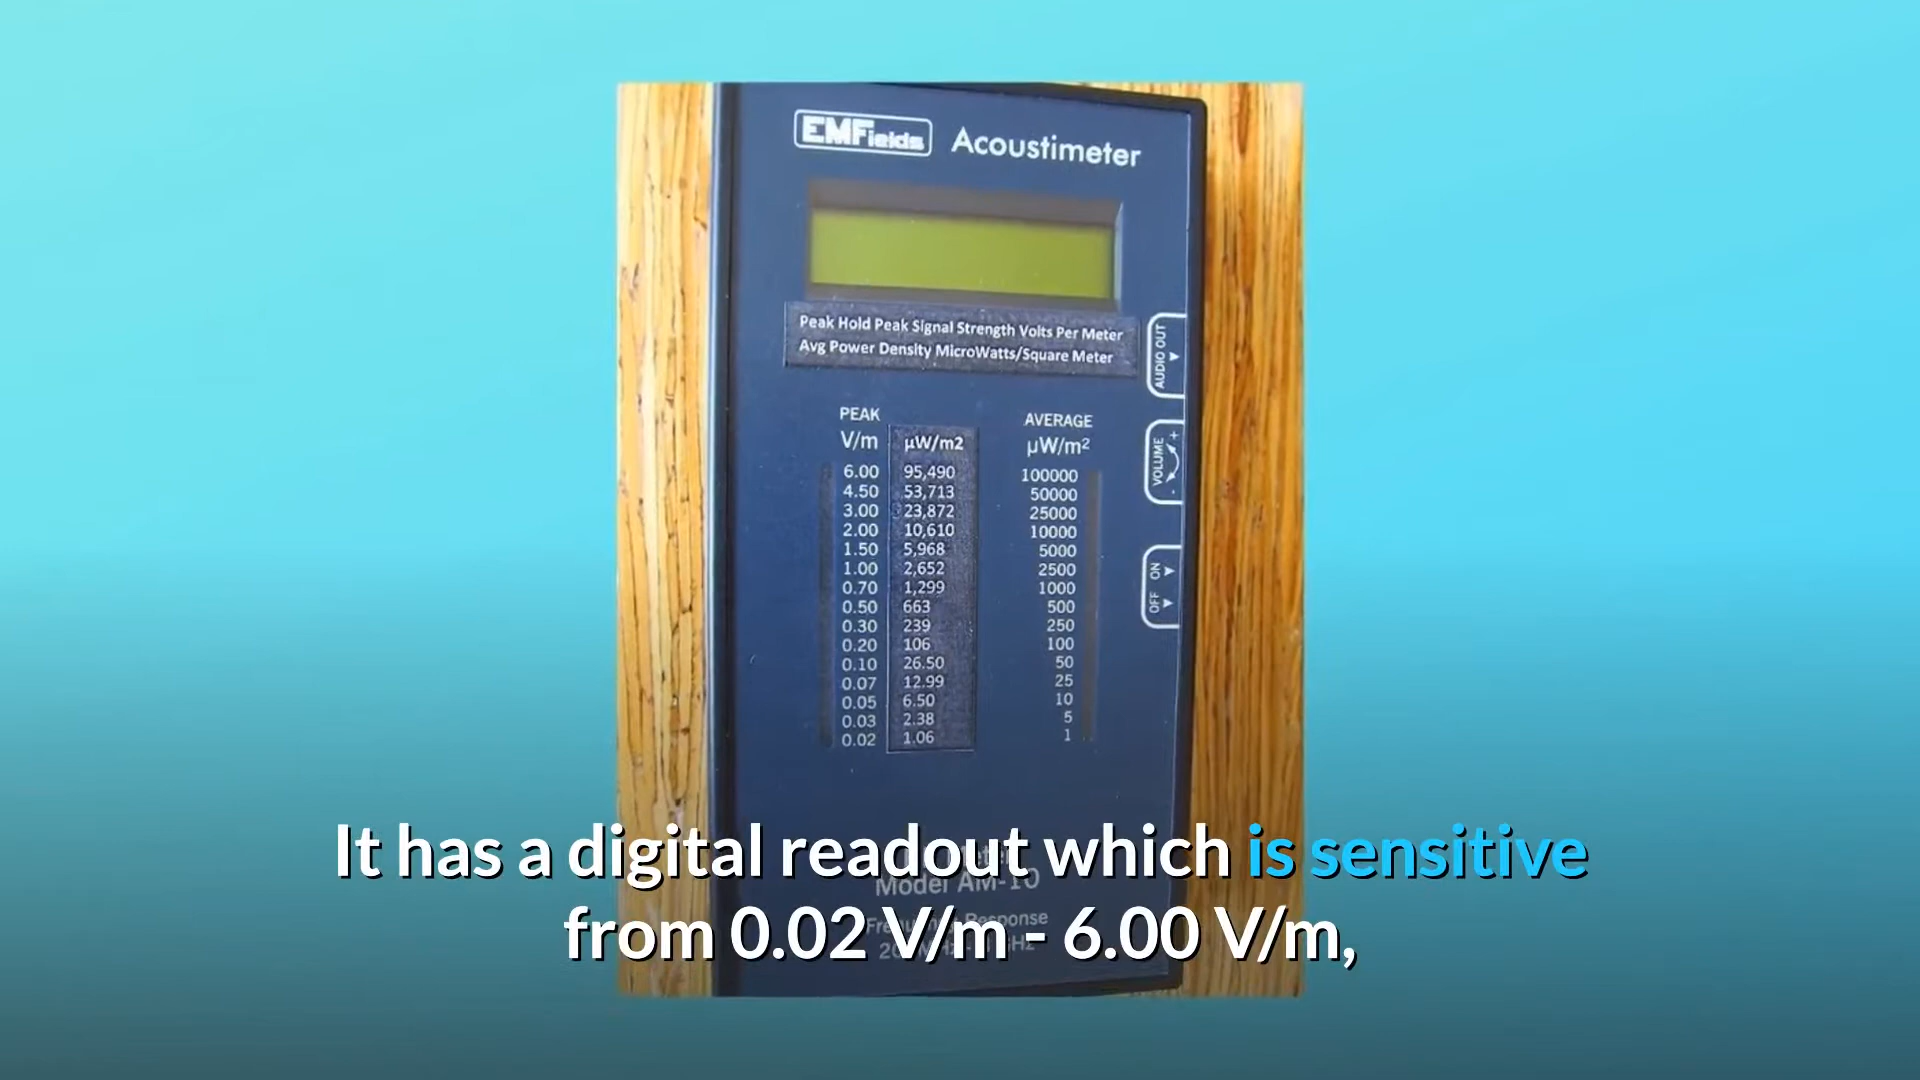 EMFields Acoustimeter
Peak Hold Peak Signal Strength Volts Per Meter
Avg Power Density MicroWatts/Square Meter
AUDIO OUT
VOLUME
- +
OFF ON
PEAK
V/m
µW/m2
AVERAGE
µW/m²
6.00 95,490 100000
4.50 53,713 50000
3.00 23,872 25000
2.00 10,610 10000
1.50 5,968 5000
1.00 2,652 2500
0.70 1,299 1000
0.50 663 500
0.30 239 250
0.20 106 100
0.10 26.50 50
0.07 12.99 25
0.05 6.50 10
0.03 2.38 5
0.02 1.06 1
It has a digital readout which is sensitive
Model AM-10
Frequency Response
from 0.02 V/m - 6.00 V/m,